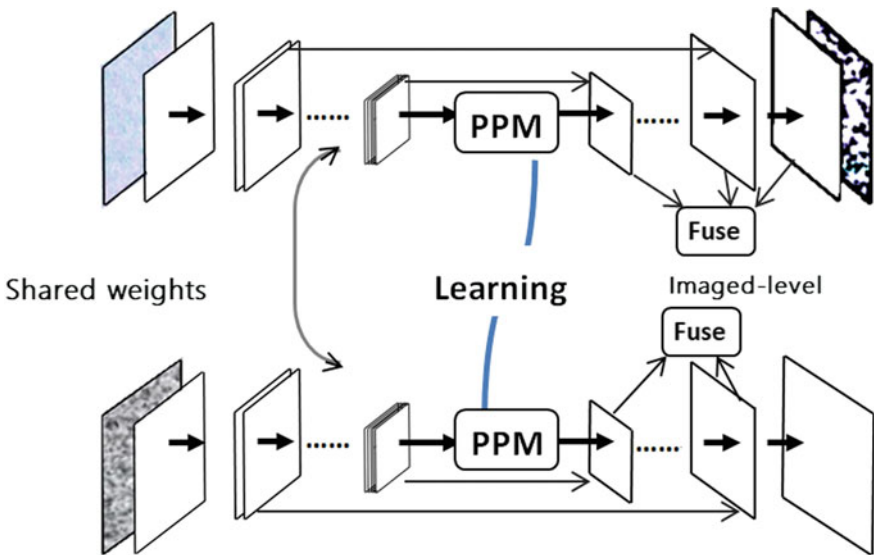 ...... PPM ......
Fuse
Shared weights Learning Imaged-level
Fuse
...... PPM ......